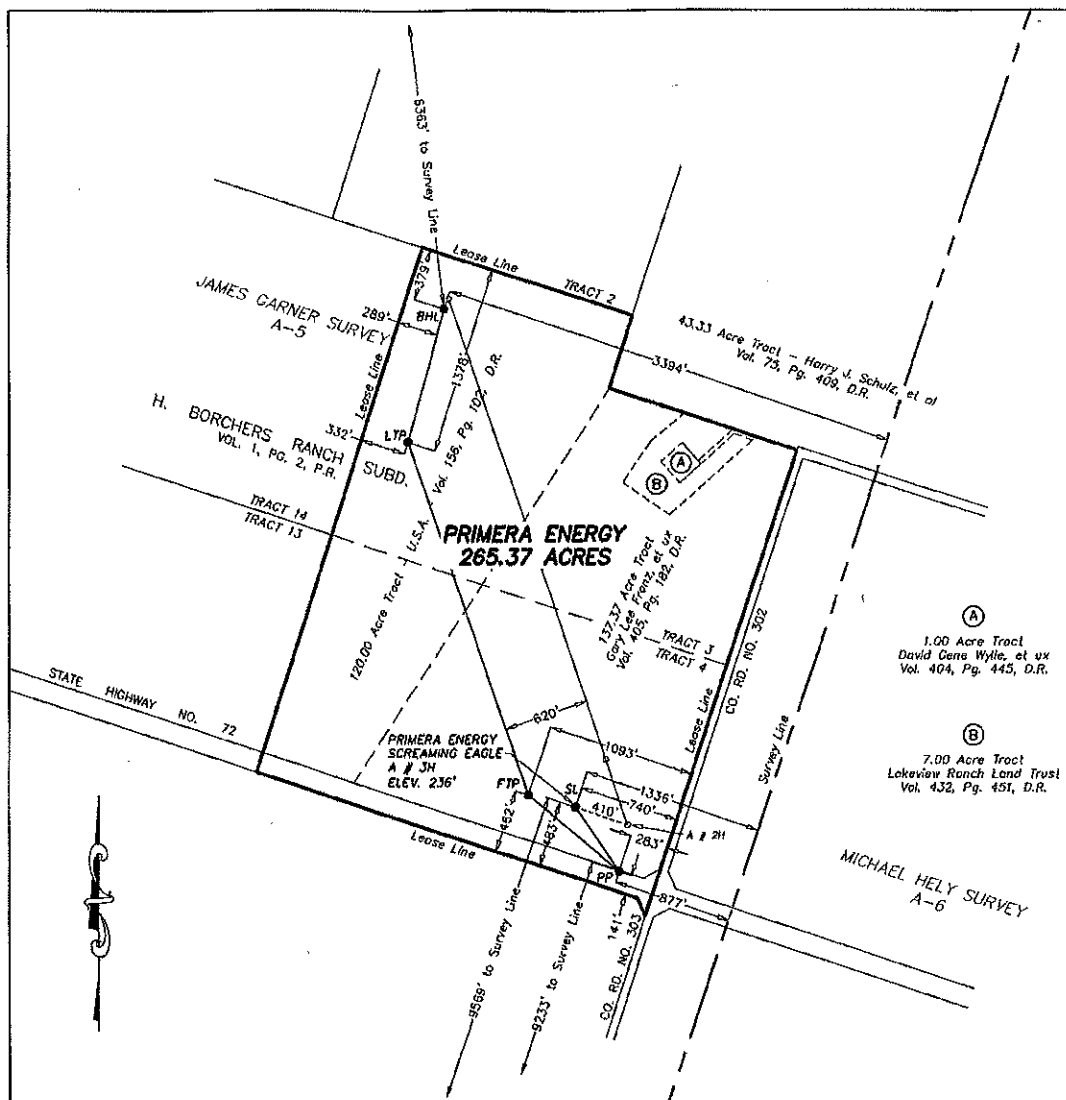 6363' to Survey Line
Lease Line
TRACT 2
379'
BHL
JAMES GARNER SURVEY
A-5
289'
43.33 Acre Tract - Harry J. Schulz, et al
Vol. 75, Pg. 409, D.R.
3394'
Lease Line
1378'
H. BORCHERS RANCH SUBD.
VOL. 1, PG. 2, P.R.
332'
LTP
120.00 Acre Tract U.S.A. Vol. 156, Pg. 102, D.R.
A
B
TRACT 14
TRACT 13
PRIMERA ENERGY
265.37 ACRES
137.37 Acre Tract
Gary Lee Franz, et ux
Vol. 405, Pg. 182, D.R.
TRACT 3
TRACT 4
CO. RD. NO. 302
A
1.00 Acre Tract
David Gene Wylie, et ux
Vol. 404, Pg. 445, D.R.
Lease Line
Survey Line
STATE HIGHWAY NO. 72
B
7.00 Acre Tract
Lakeview Ranch Land Trust
Vol. 432, Pg. 451, D.R.
620'
1093'
PRIMERA ENERGY
SCREAMING EAGLE
A # 3H
ELEV. 236'
FTP
SL
1336'
740'
410'
A # 2H
283'
462'
483'
Lease Line
PP
877'
141'
MICHAEL HELY SURVEY
A-6
9569' to Survey Line
9233' to Survey Line
CO. RD. NO. 303